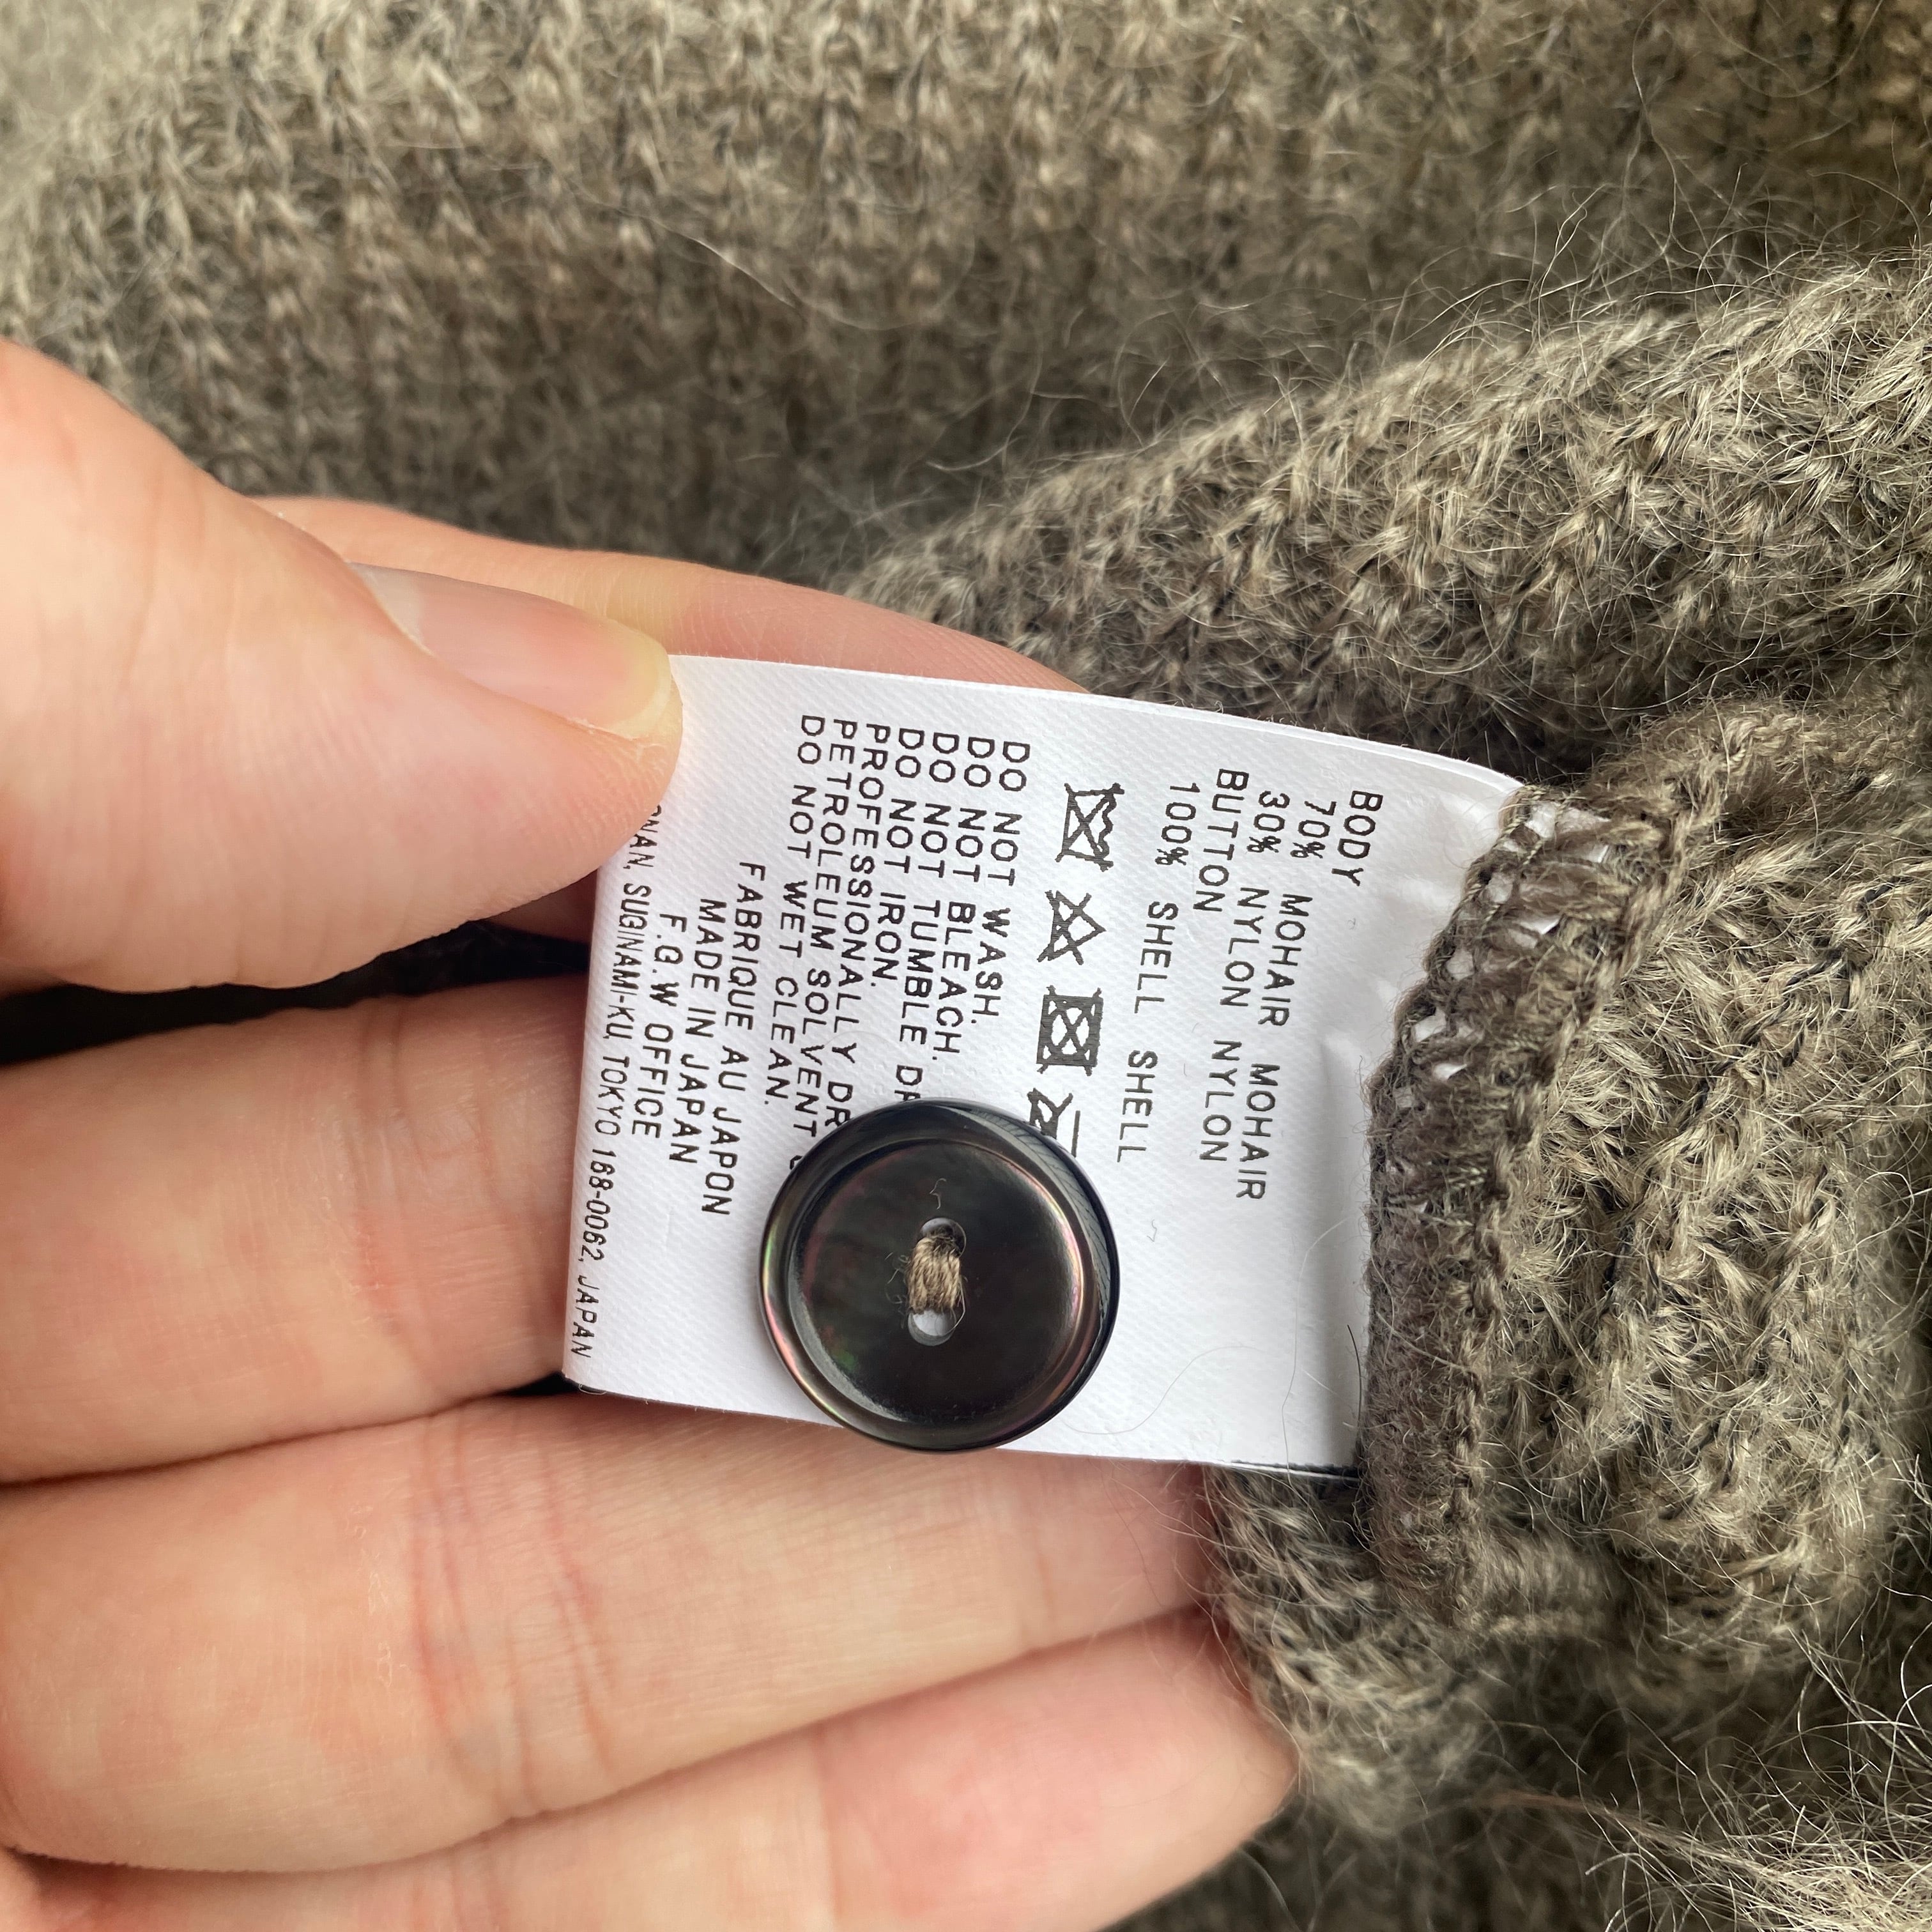 BODY
70% MOHAIR MOHAIR
30% NYLON NYLON
BUTTON
100% SHELL SHELL
DO NOT WASH.
DO NOT BLEACH.
DO NOT TUMBLE
DO NOT IRON.
PROFESSIONALLY
PETROLEUM SOLVENT
DO NOT WET CLEAN.
FABRIQUE AU JAPON
MADE IN JAPAN
F.Q.W OFFICE
SUGINAMI-KU, TOKYO 168-0062, JAPAN